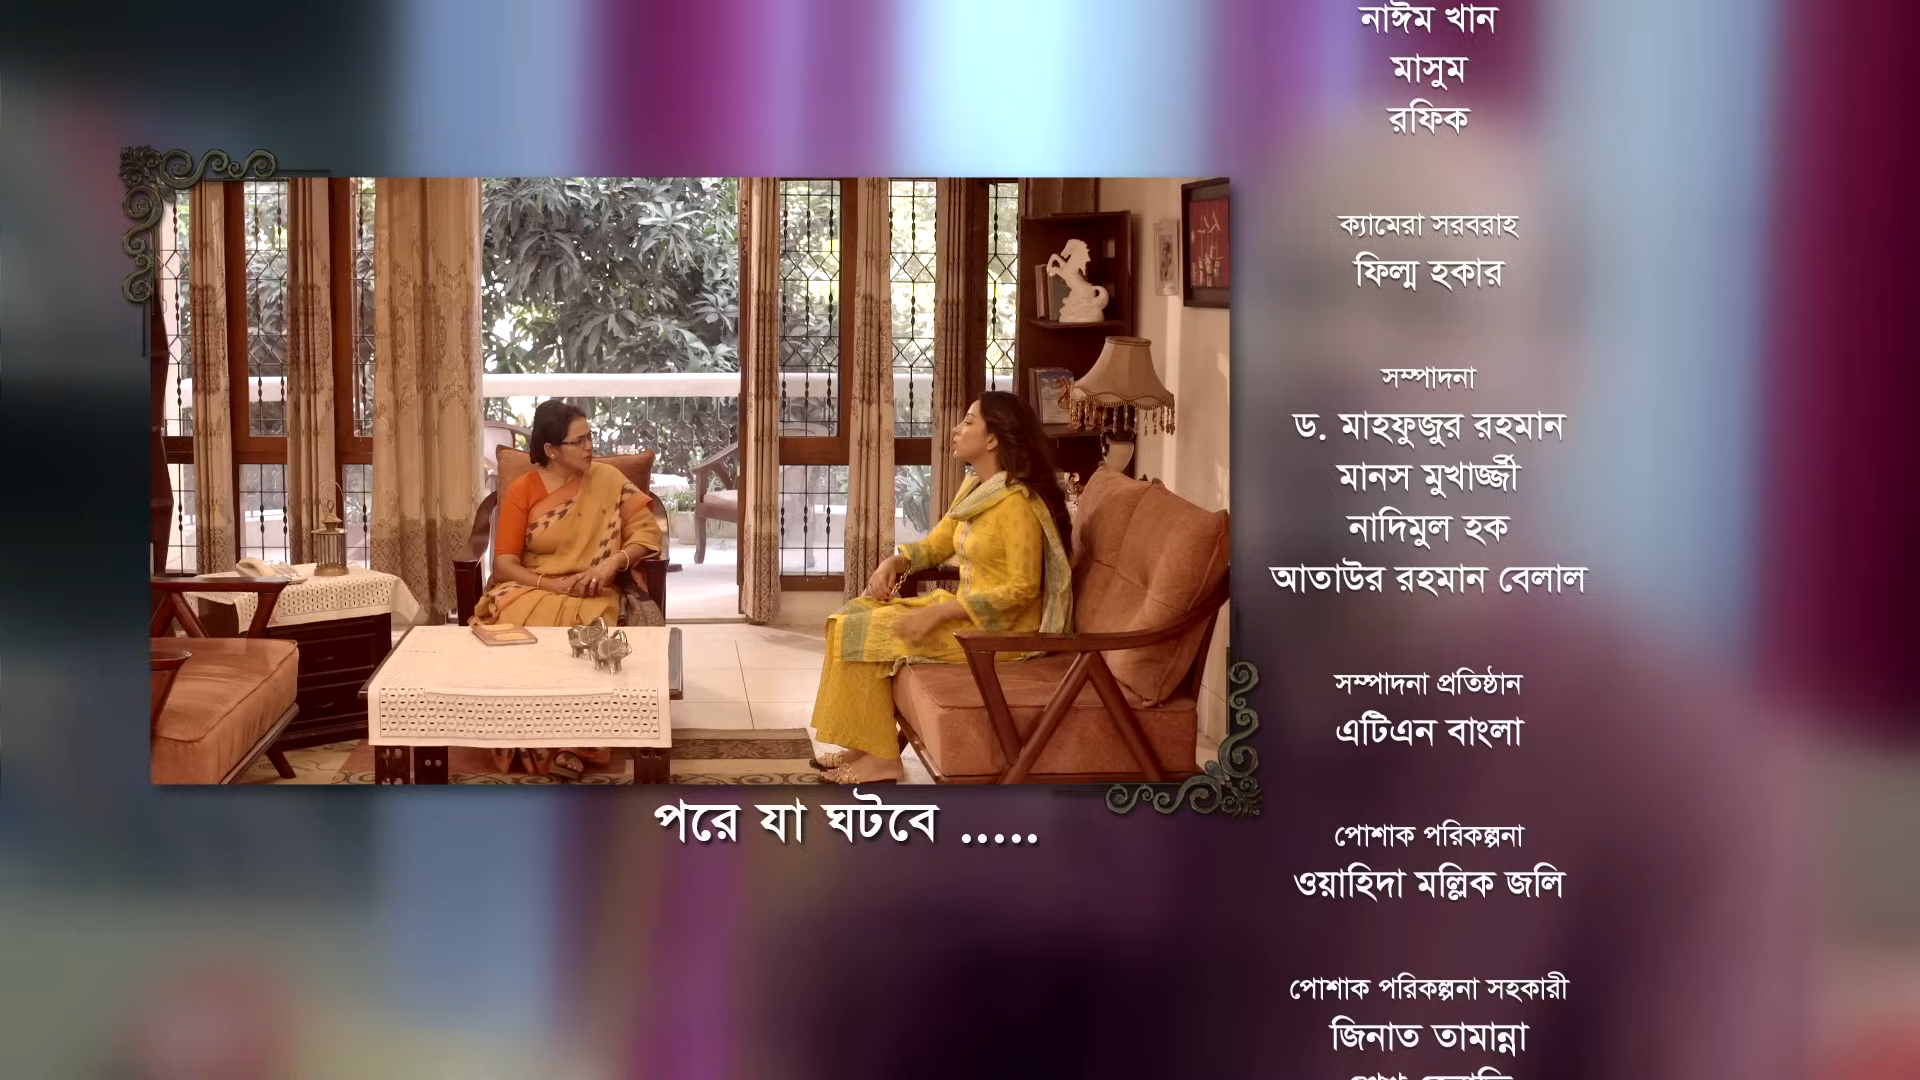 নাঈম খান
মাসুম
রফিক
ক্যামেরা সরবরাহ
ফিল্ম হকার
সম্পাদনা
ড. মাহফুজুর রহমান
মানস মুখার্জ্জী
নাদিমুল হক
আতাউর রহমান বেলাল
সম্পাদনা প্রতিষ্ঠান
এটিএন বাংলা
পোশাক পরিকল্পনা
ওয়াহিদা মল্লিক জলি
পোশাক পরিকল্পনা সহকারী
জিনাত তামান্না
পরে যা ঘটবে .....